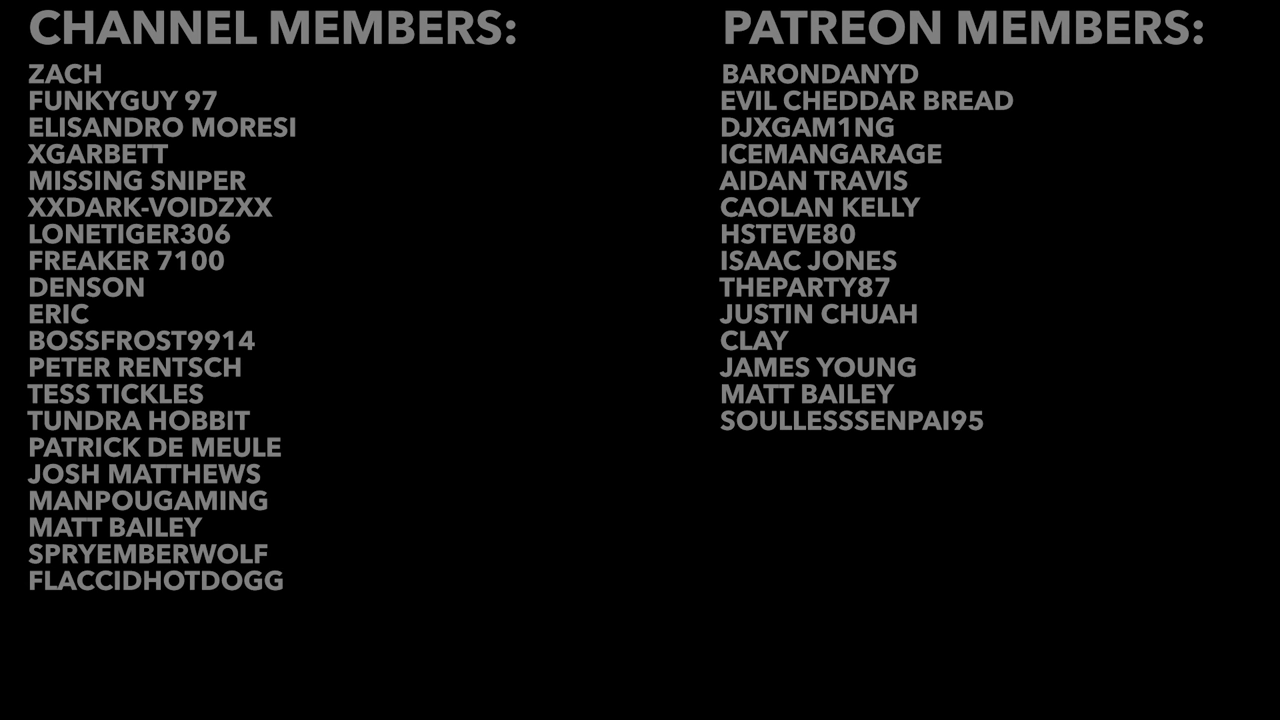 CHANNEL MEMBERS:
ZACH
FUNKYGUY 97
ELISANDRO MORESI
XGARBETT
MISSING SNIPER
XXDARK-VOIDZXX
LONETIGER306
FREAKER 7100
DENSON
ERIC
BOSSFROST9914
PETER RENTSCH
TESS TICKLES
TUNDRA HOBBIT
PATRICK DE MEULE
JOSH MATTHEWS
MANPOUGAMING
MATT BAILEY
SPRYEMBERWOLF
FLACCIDHOTDOGG
PATREON MEMBERS:
BARONDANYD
EVIL CHEDDAR BREAD
DJXGAM1NG
ICEMANGARAGE
AIDAN TRAVIS
CAOLAN KELLY
HSTEVE80
ISAAC JONES
THEPARTY87
JUSTIN CHUAH
CLAY
JAMES YOUNG
MATT BAILEY
SOULLESSSENPAI95